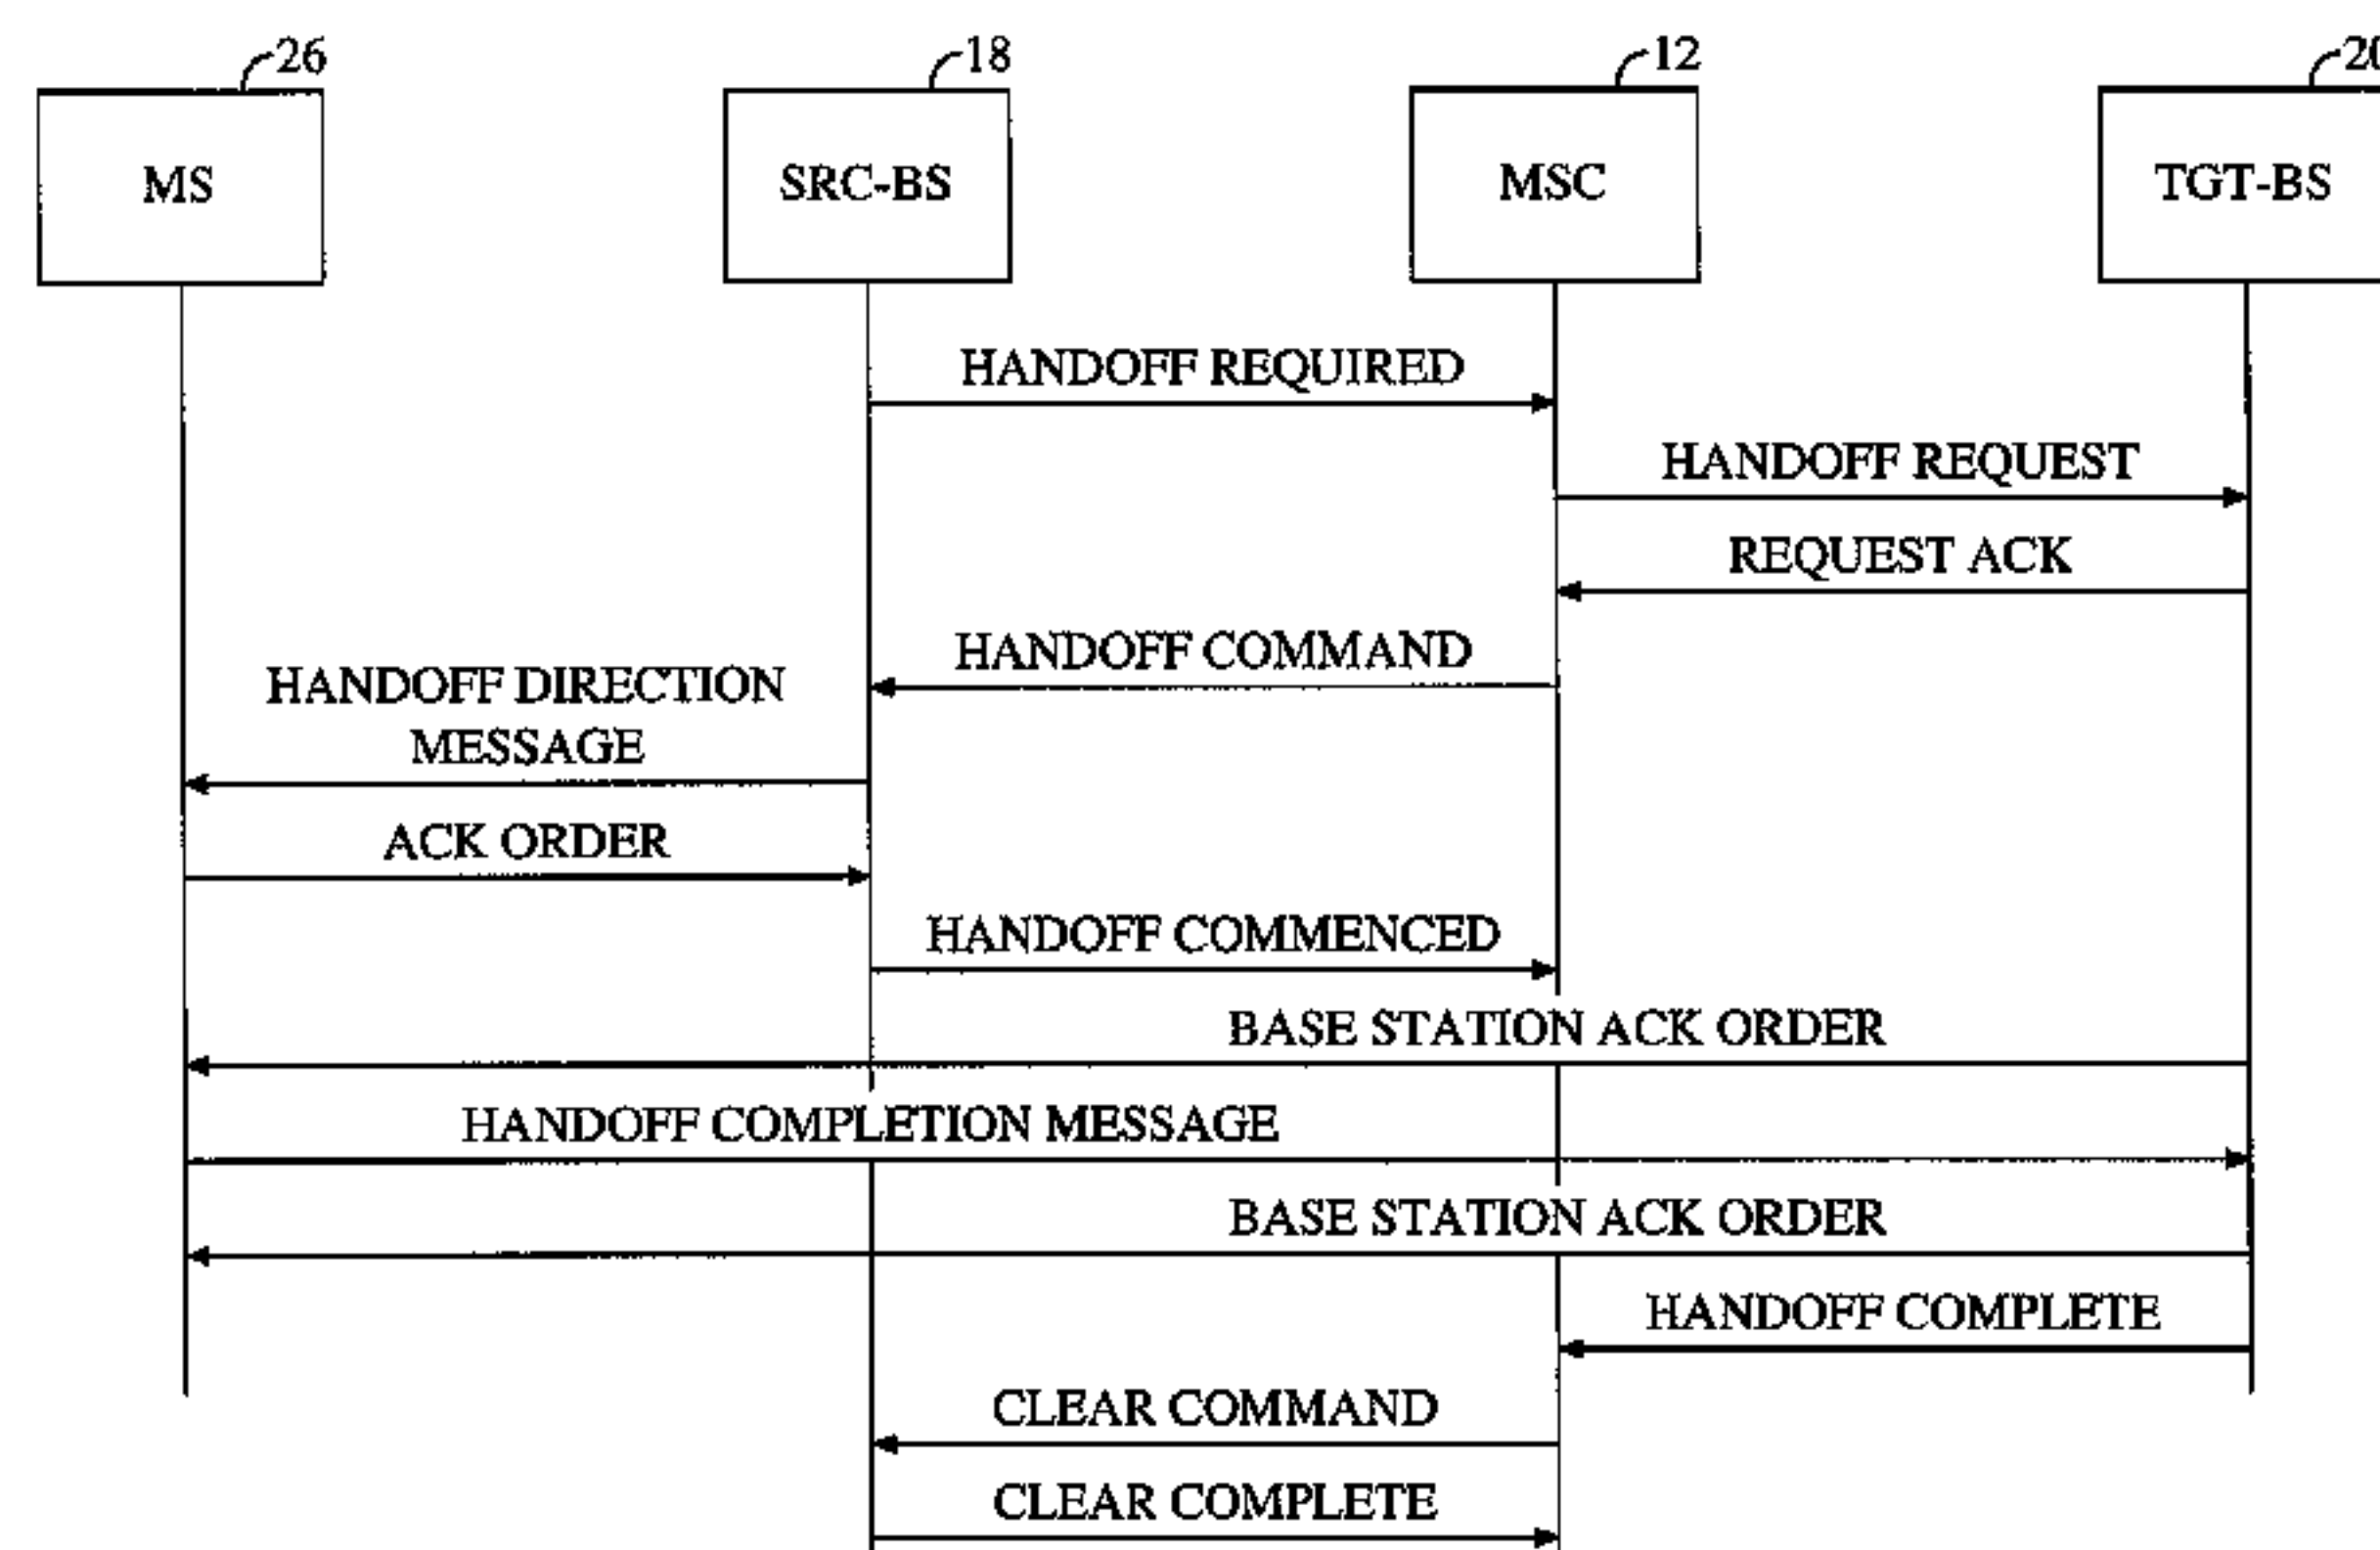 26
18
12
20
MS
SRC-BS
MSC
TGT-BS
HANDOFF REQUIRED
HANDOFF REQUEST
REQUEST ACK
HANDOFF COMMAND
HANDOFF DIRECTION
MESSAGE
ACK ORDER
HANDOFF COMMENCED
BASE STATION ACK ORDER
HANDOFF COMPLETION MESSAGE
BASE STATION ACK ORDER
HANDOFF COMPLETE
CLEAR COMMAND
CLEAR COMPLETE